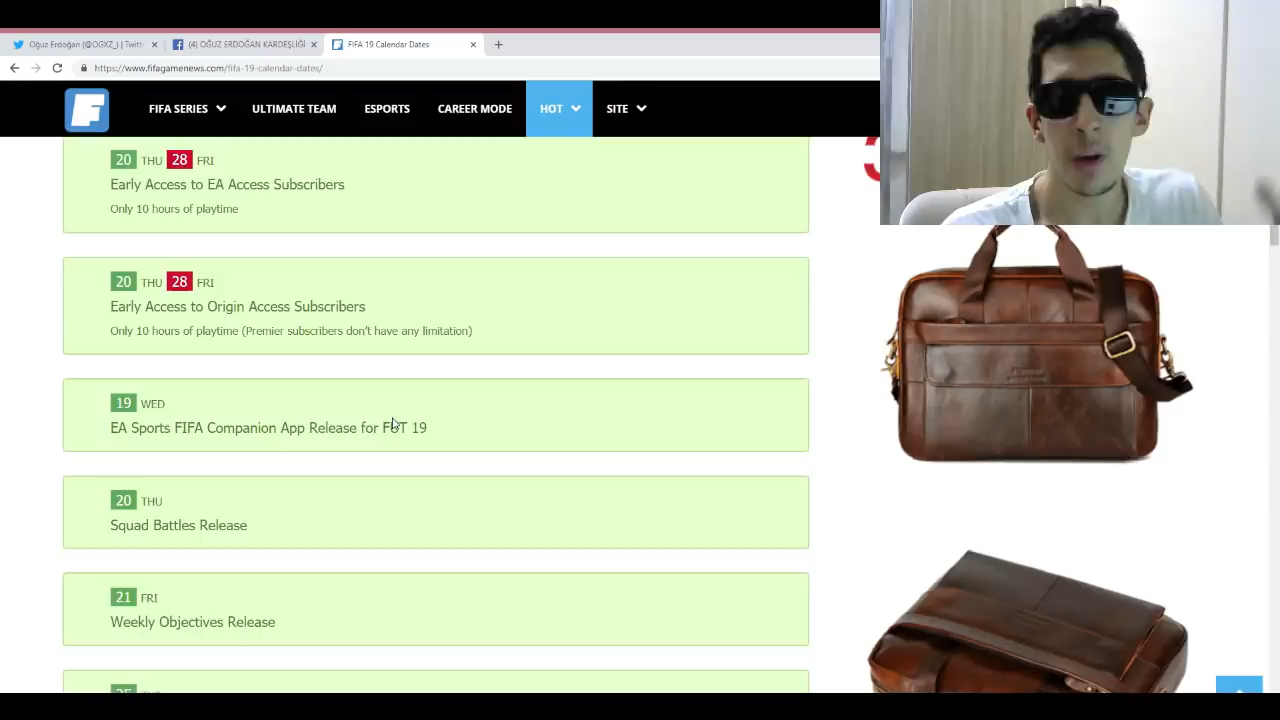 Oğuz Erdoğan (@OGXZ_) | Twitt
(4) OĞUZ ERDOĞAN KARDEŞLİĞİ
FIFA 19 Calendar Dates
https://www.fifagamenews.com/fifa-19-calendar-dates/
FIFA SERIES
ULTIMATE TEAM
ESPORTS
CAREER MODE
HOT
SITE
20 THU 28 FRI
Early Access to EA Access Subscribers
Only 10 hours of playtime
20 THU 28 FRI
Early Access to Origin Access Subscribers
Only 10 hours of playtime (Premier subscribers don't have any limitation)
19 WED
EA Sports FIFA Companion App Release for FUT 19
20 THU
Squad Battles Release
21 FRI
Weekly Objectives Release